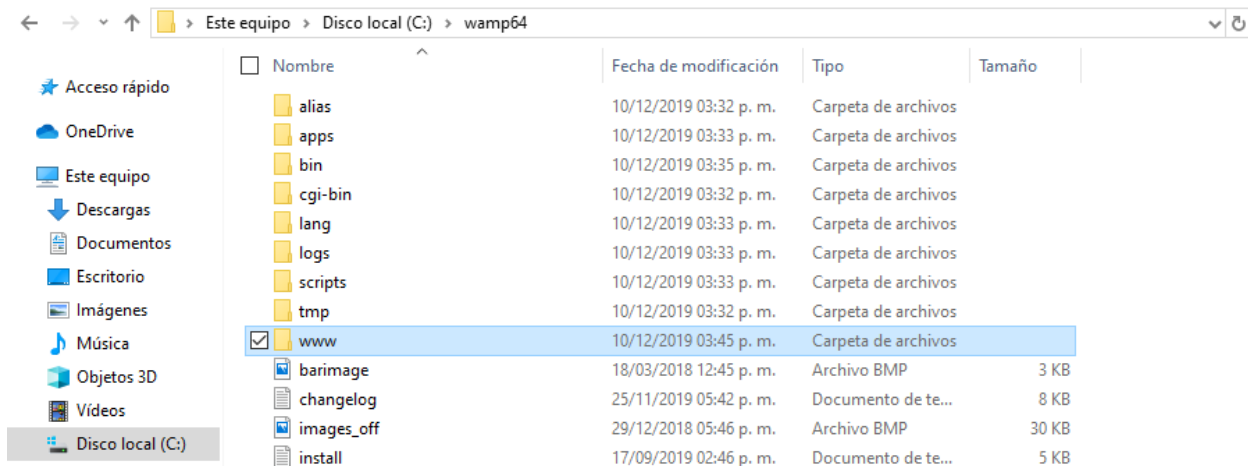 Este equipo > Disco local (C:) > wamp64
Nombre Fecha de modificación Tipo Tamaño
Acceso rápido
OneDrive
Este equipo
Descargas
Documentos
Escritorio
Imágenes
Música
Objetos 3D
Vídeos
Disco local (C:)
alias 10/12/2019 03:32 p. m. Carpeta de archivos
apps 10/12/2019 03:33 p. m. Carpeta de archivos
bin 10/12/2019 03:35 p. m. Carpeta de archivos
cgi-bin 10/12/2019 03:32 p. m. Carpeta de archivos
lang 10/12/2019 03:33 p. m. Carpeta de archivos
logs 10/12/2019 03:33 p. m. Carpeta de archivos
scripts 10/12/2019 03:33 p. m. Carpeta de archivos
tmp 10/12/2019 03:32 p. m. Carpeta de archivos
www 10/12/2019 03:45 p. m. Carpeta de archivos
barimage 18/03/2018 12:45 p. m. Archivo BMP 3 KB
changelog 25/11/2019 05:42 p. m. Documento de te... 8 KB
images_off 29/12/2018 05:46 p. m. Archivo BMP 30 KB
install 17/09/2019 02:46 p. m. Documento de te... 5 KB